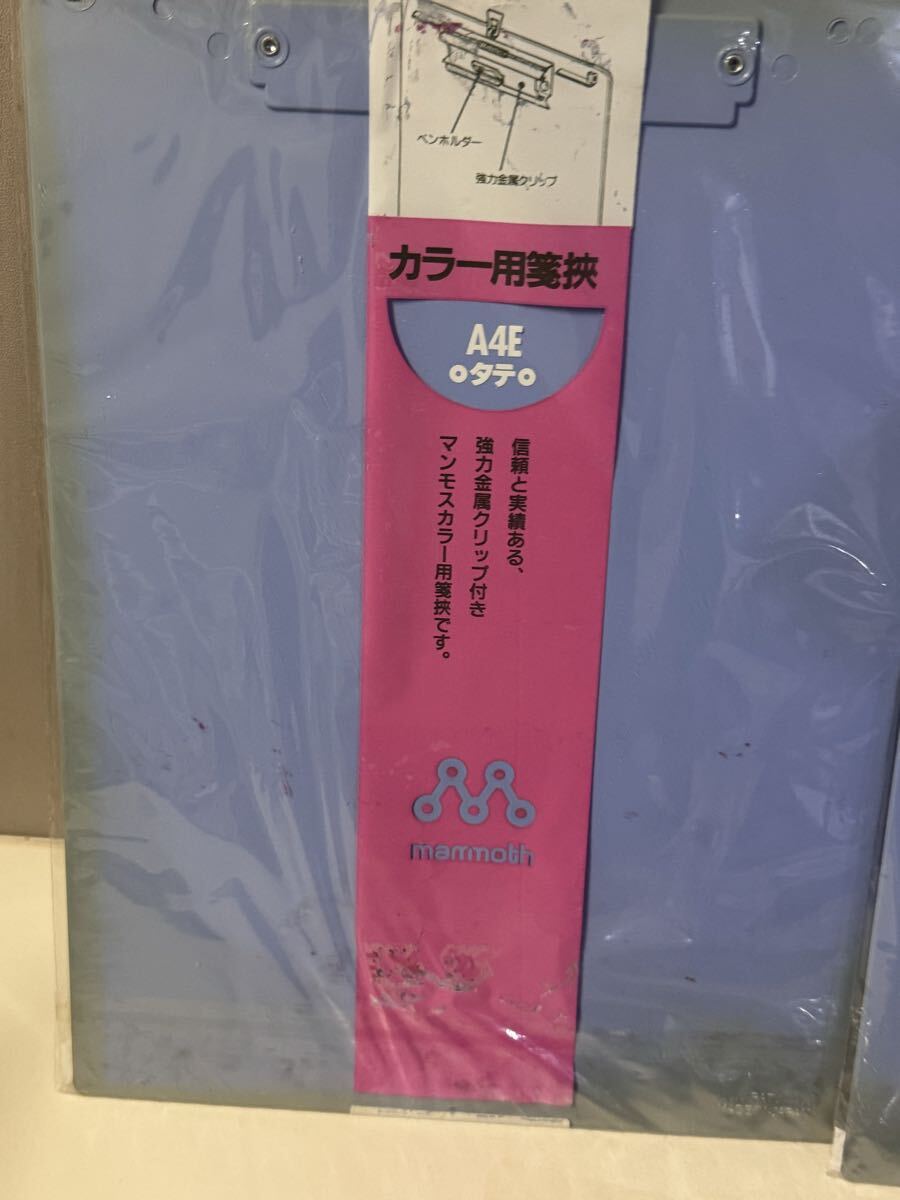 ペンホルダー
強力金属クリップ
カラー用箋挾
A4E
○タテ○
信頼と実績ある、
強力金属クリップ付き
マンモスカラー用箋挾です。
mammoth